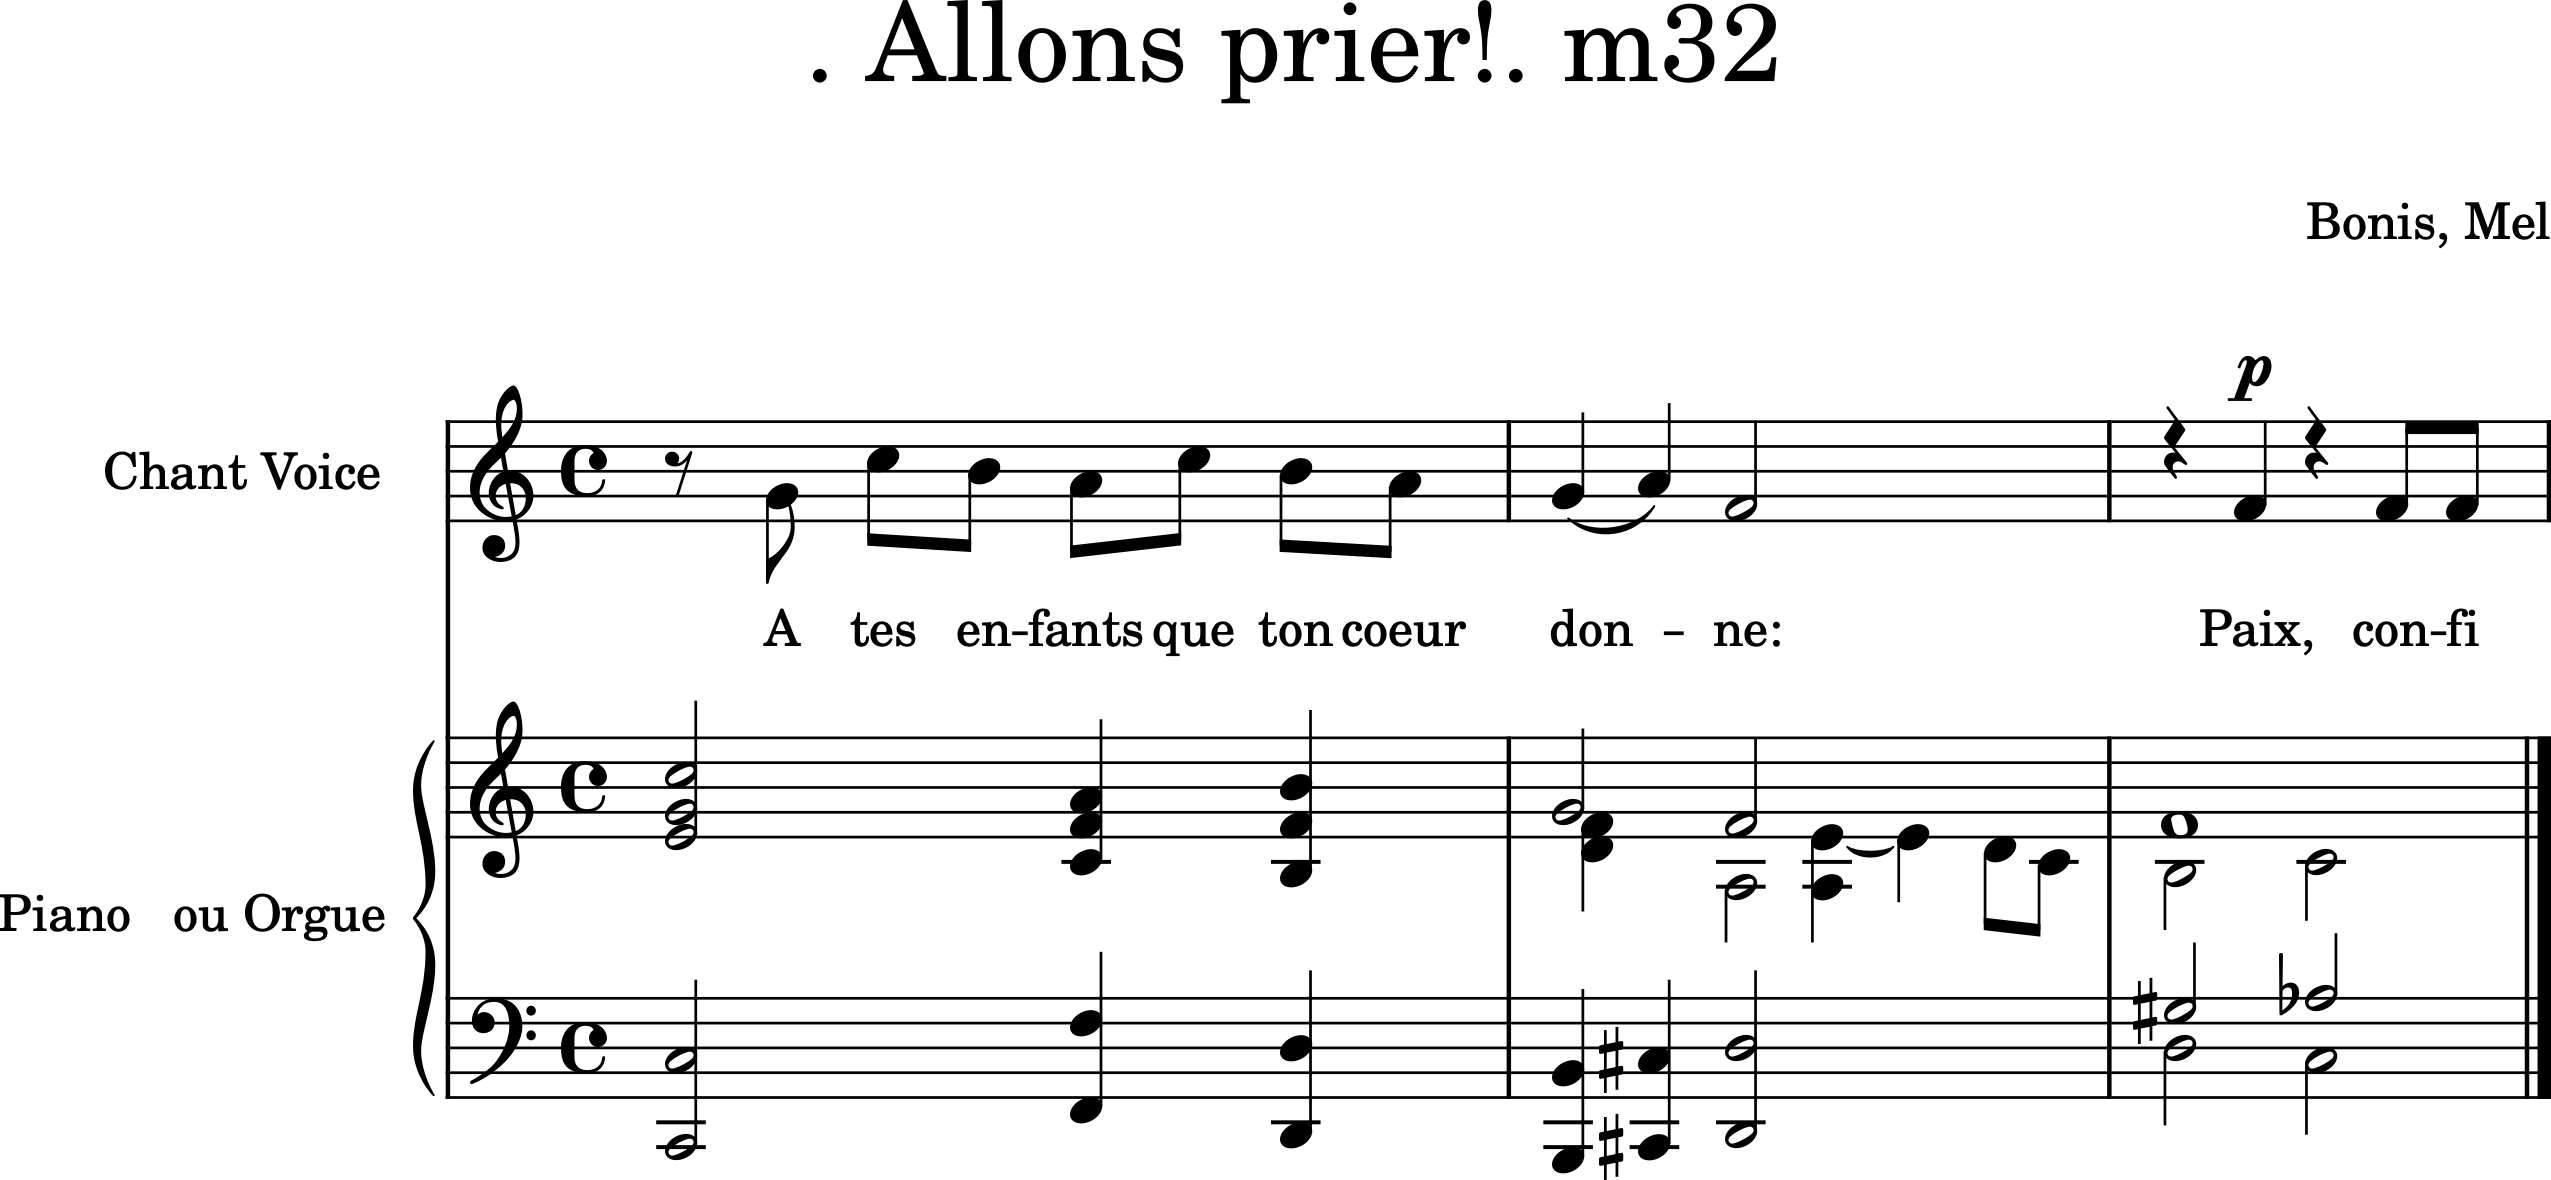 . Allons prier!. m32
Bonis, Mel
p
Chant Voice
A tes en-fants que ton coeur don - ne: Paix, con-fi
Piano ou Orgue